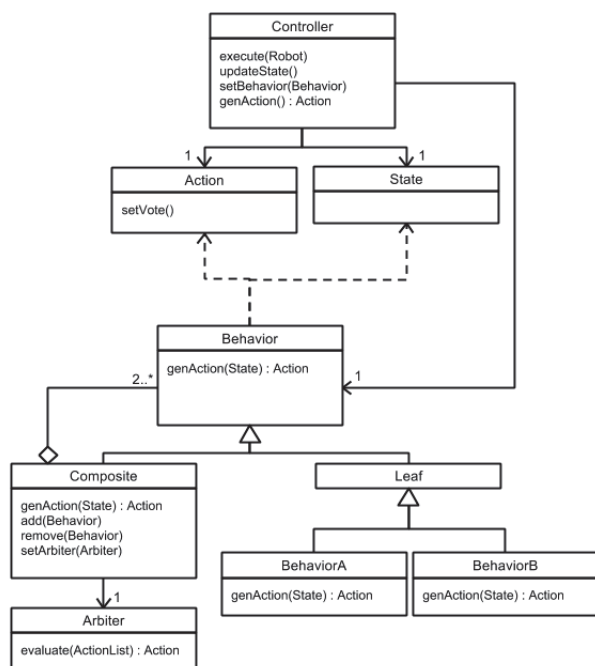 Controller
execute(Robot)
updateState()
setBehavior(Behavior)
genAction() : Action
1
1
Action
State
setVote()
Behavior
genAction(State) : Action
2..*
1
Composite
Leaf
genAction(State) : Action
add(Behavior)
remove(Behavior)
setArbiter(Arbiter)
BehaviorA
BehaviorB
genAction(State) : Action
genAction(State) : Action
1
Arbiter
evaluate(ActionList) : Action